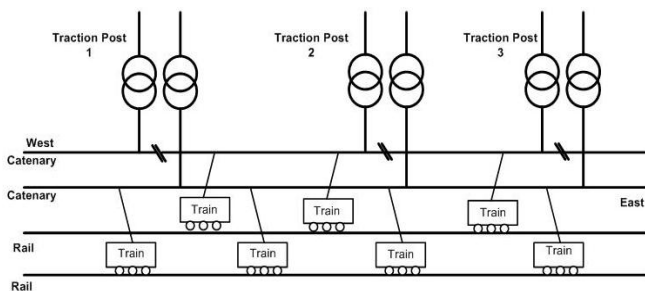 Traction Post
1
Traction Post
2
Traction Post
3
West
Catenary
Catenary
East
Train
Train
Train
Rail
Train
Train
Train
Train
Rail